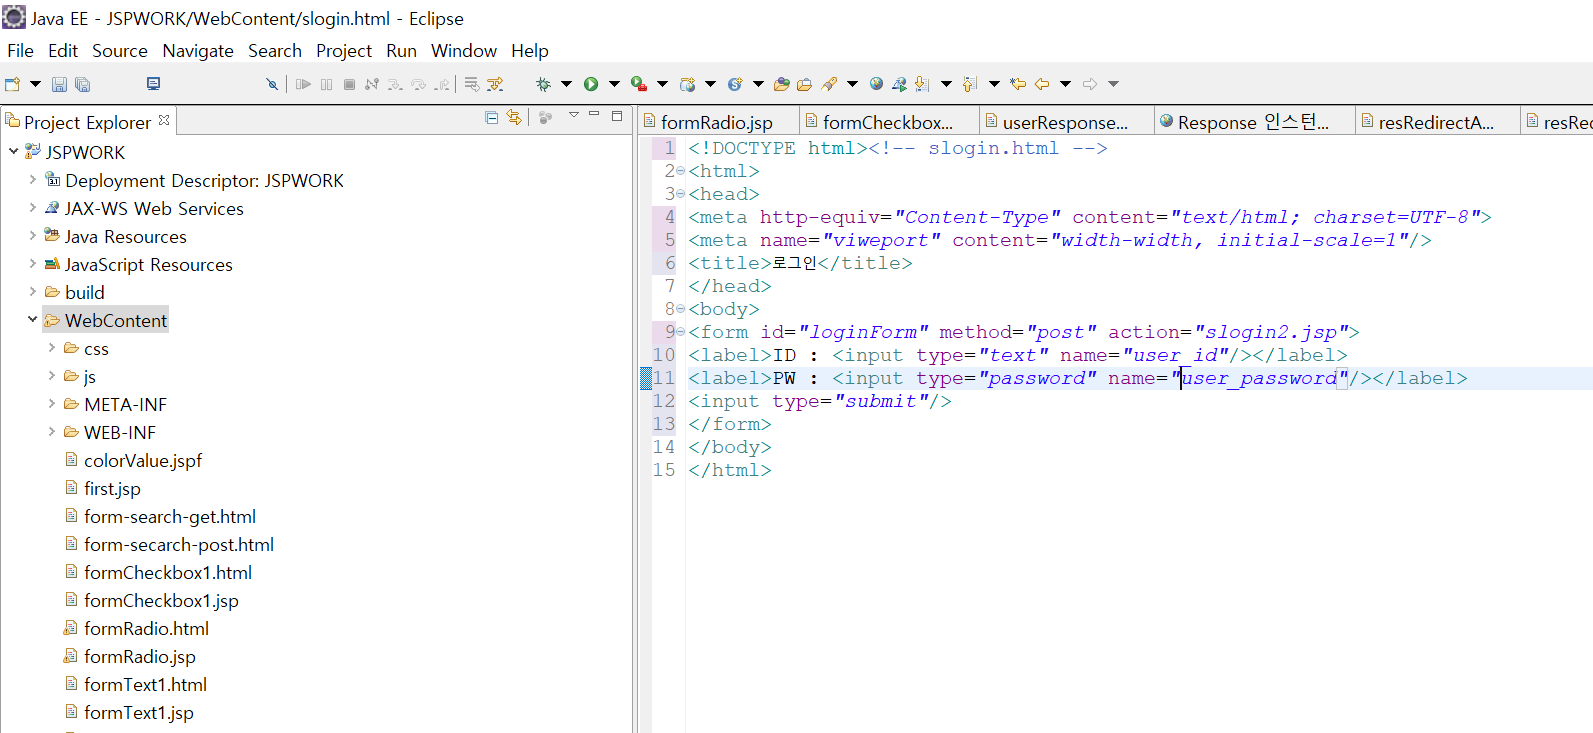 Java EE - JSPWORK/WebContent/slogin.html - Eclipse
File Edit Source Navigate Search Project Run Window Help
Project Explorer
JSPWORK
Deployment Descriptor: JSPWORK
JAX-WS Web Services
Java Resources
JavaScript Resources
build
WebContent
css
js
META-INF
WEB-INF
colorValue.jspf
first.jsp
form-search-get.html
form-secarch-post.html
formCheckbox1.html
formCheckbox1.jsp
formRadio.html
formRadio.jsp
formText1.html
formText1.jsp
formRadio.jsp formCheckbox... userResponse... Response 인스턴... resRedirectA... resRe
1 <!DOCTYPE html><!-- slogin.html -->
2 <html>
3 <head>
4 <meta http-equiv="Content-Type" content="text/html; charset=UTF-8">
5 <meta name="viweport" content="width-width, initial-scale=1"/>
6 <title>로그인</title>
7 </head>
8 <body>
9 <form id="loginForm" method="post" action="slogin2.jsp">
10 <label>ID : <input type="text" name="user_id"/></label>
11 <label>PW : <input type="password" name="user_password"/></label>
12 <input type="submit"/>
13 </form>
14 </body>
15 </html>